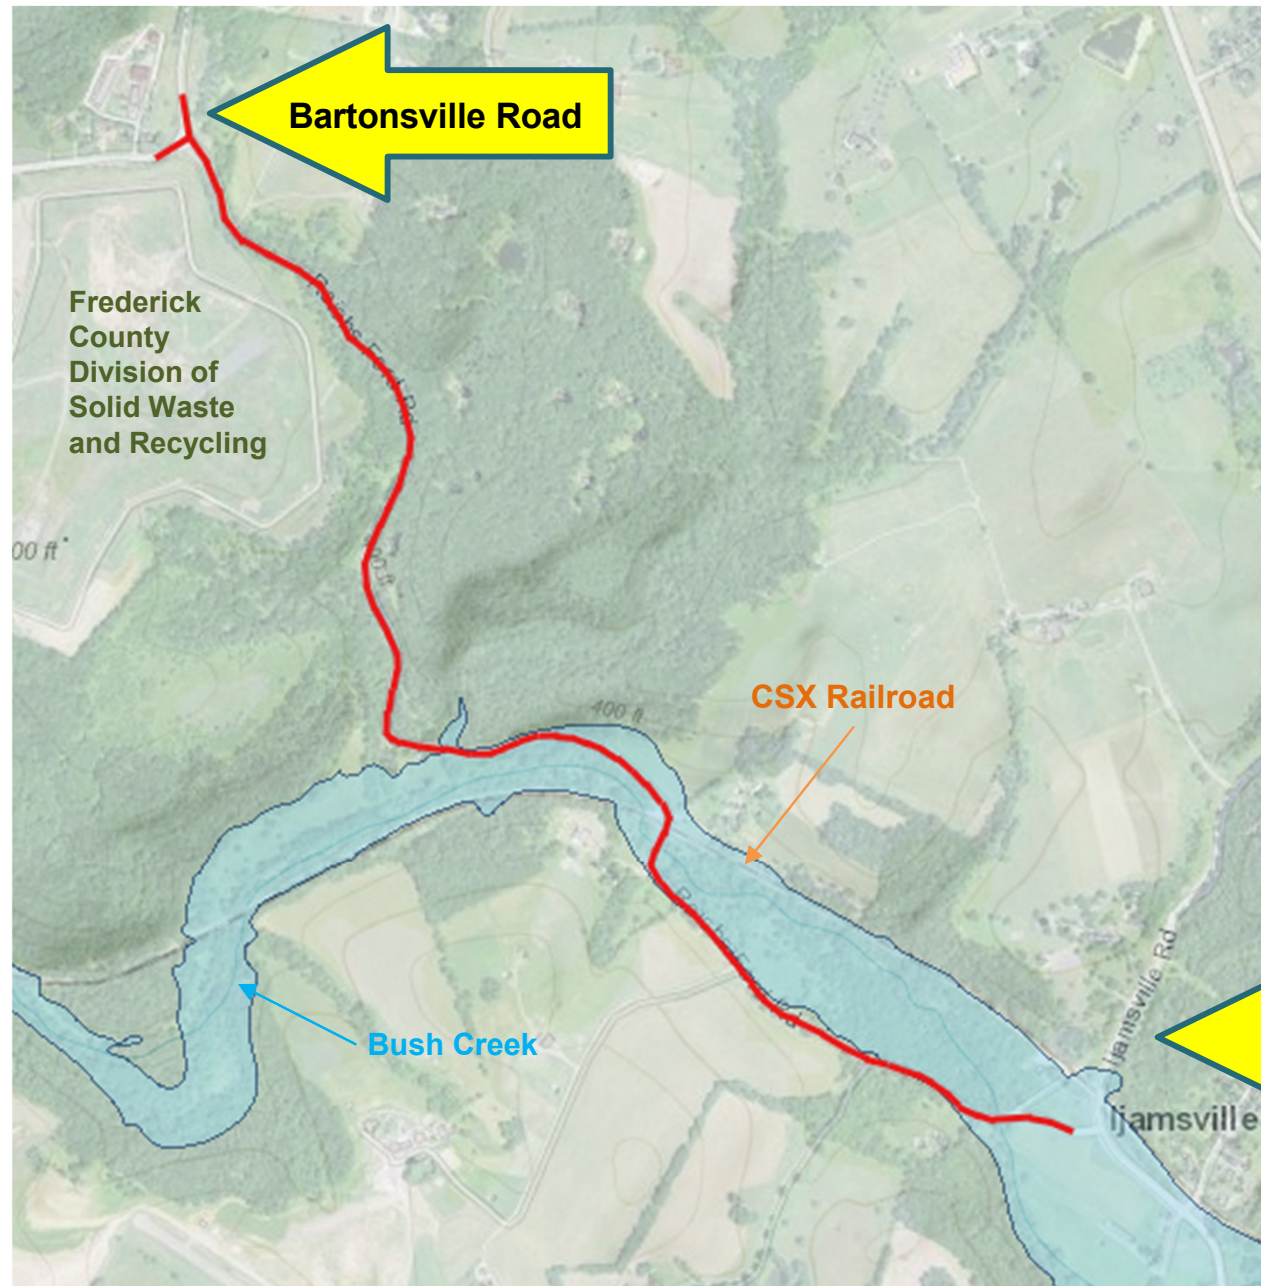 Bartonsville Road
Frederick
County
Division of
Solid Waste
and Recycling
00 ft
400 ft
CSX Railroad
Bush Creek
Ijamsville Rd
Ijamsville